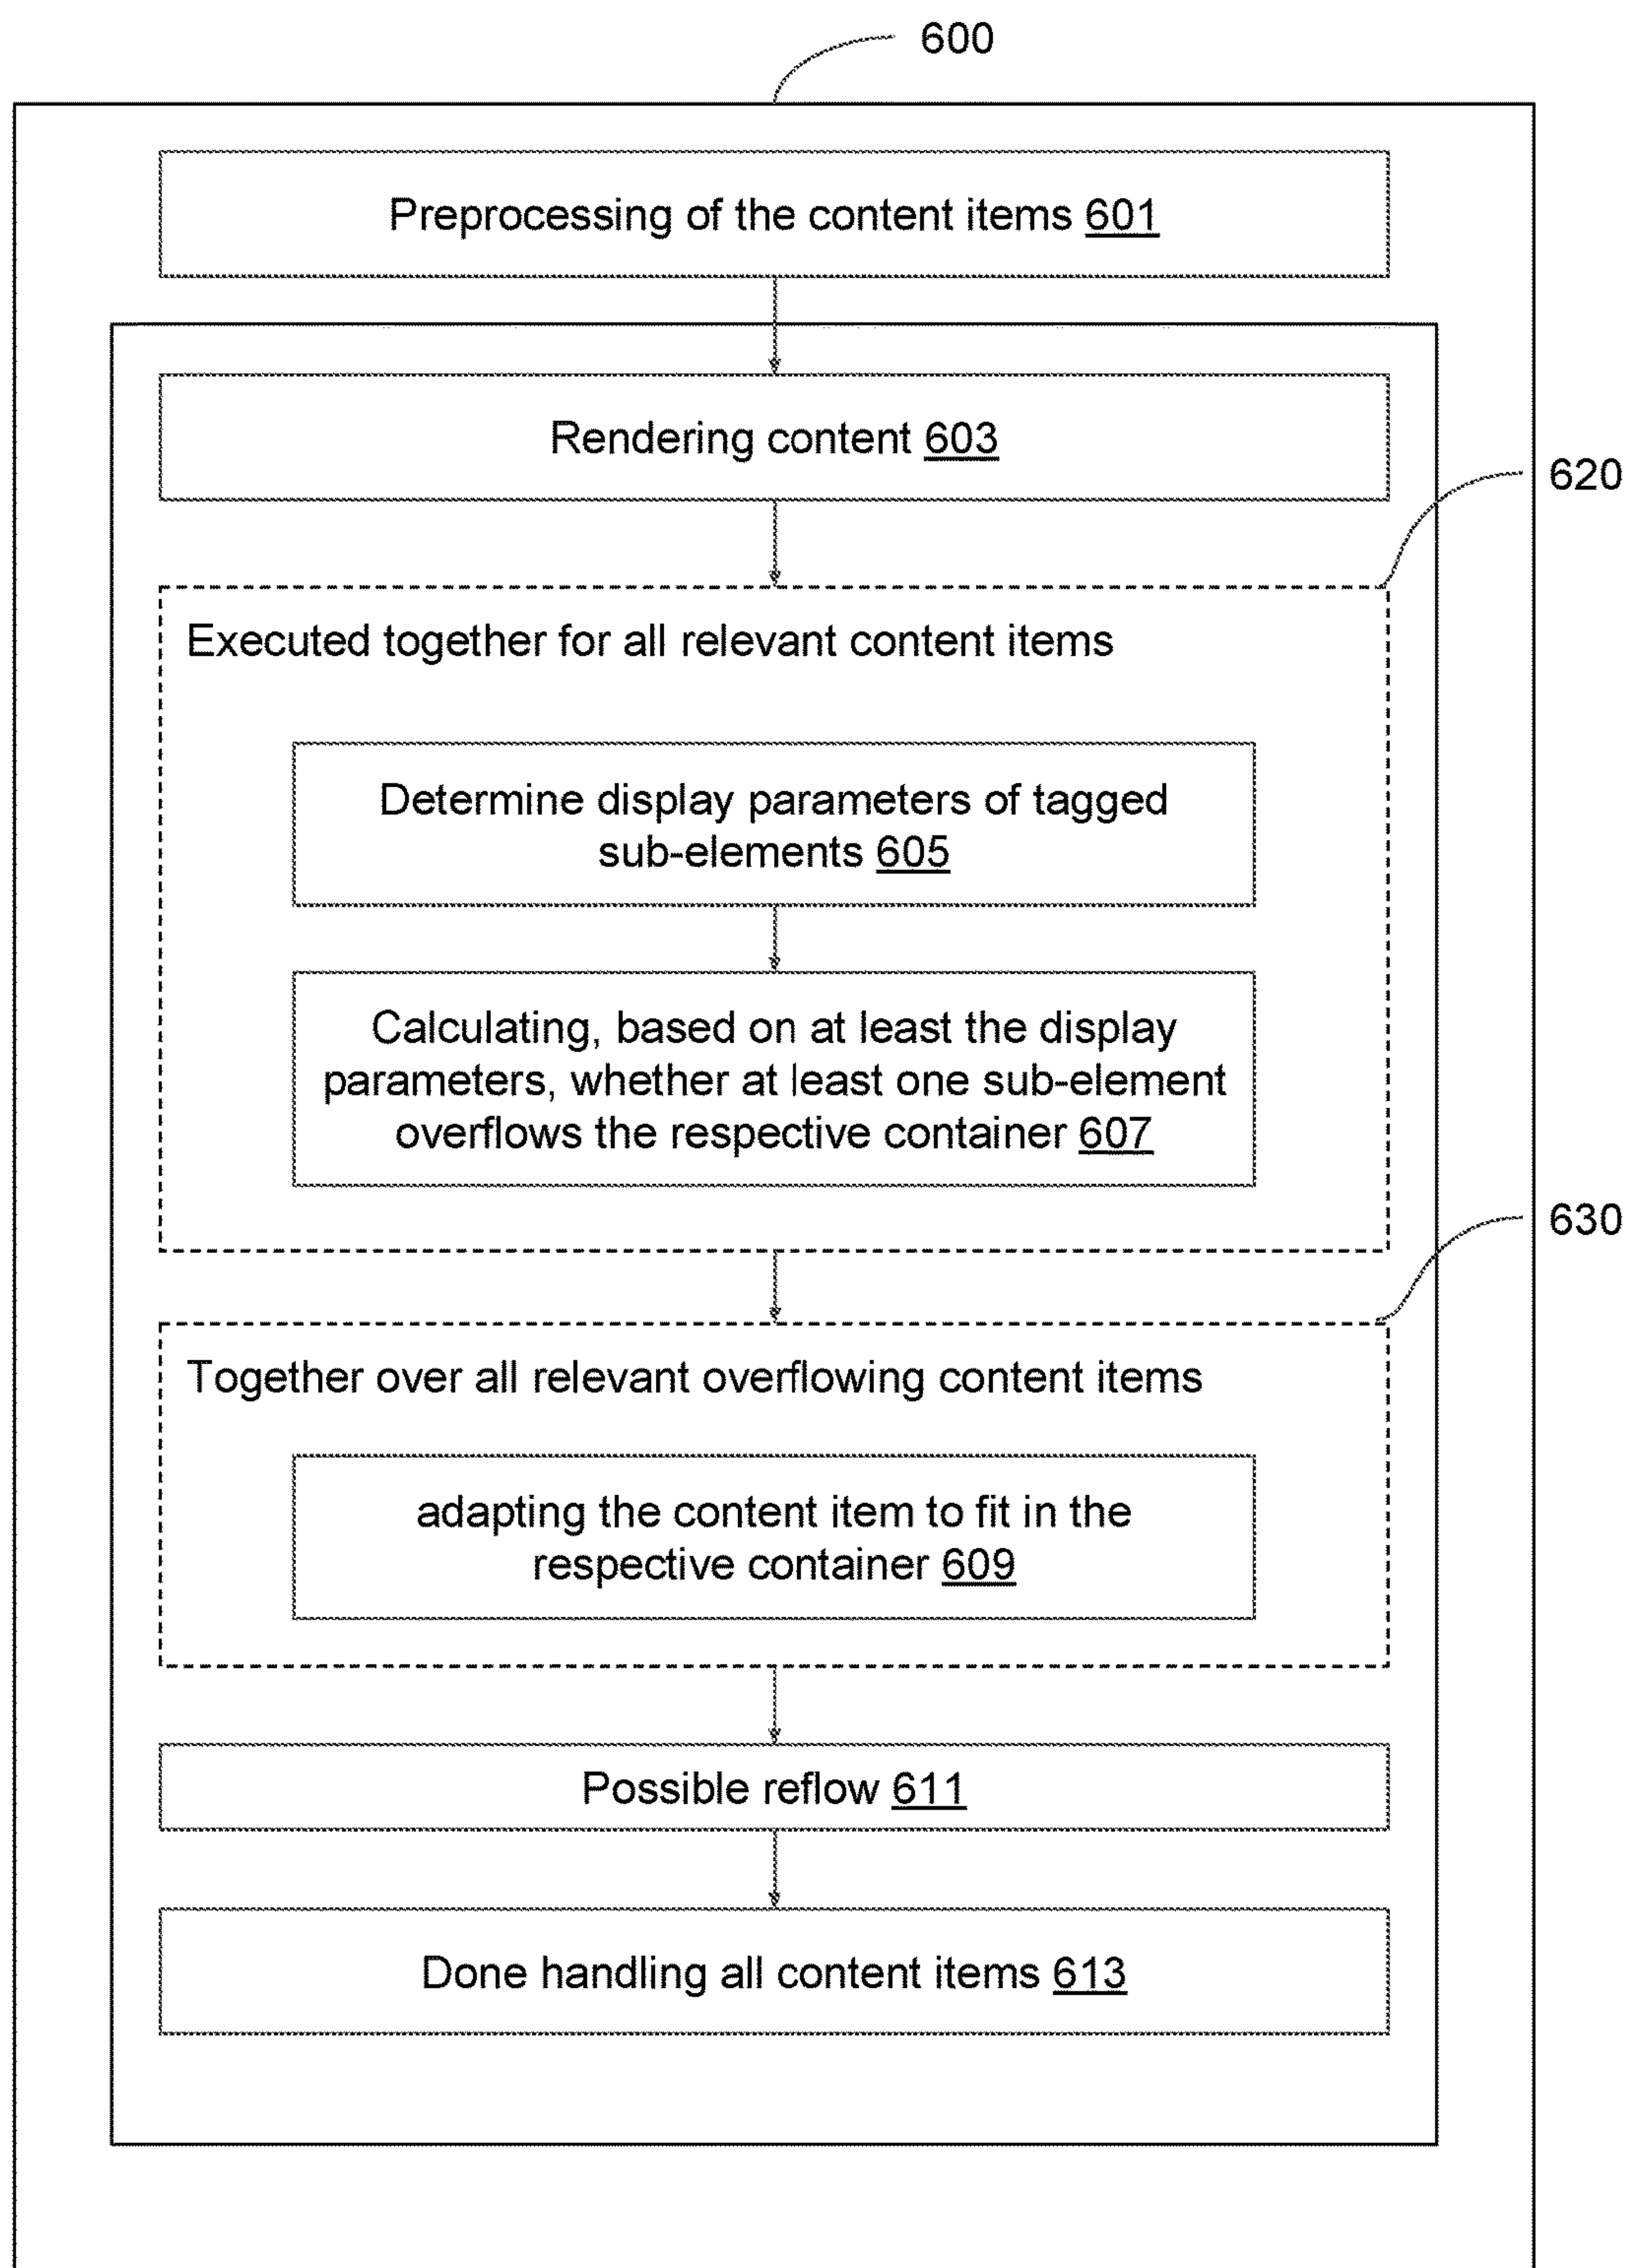 600
Preprocessing of the content items 601
Rendering content 603
620
Executed together for all relevant content items
Determine display parameters of tagged
sub-elements 605
Calculating, based on at least the display
parameters, whether at least one sub-element
overflows the respective container 607
630
Together over all relevant overflowing content items
adapting the content item to fit in the
respective container 609
Possible reflow 611
Done handling all content items 613